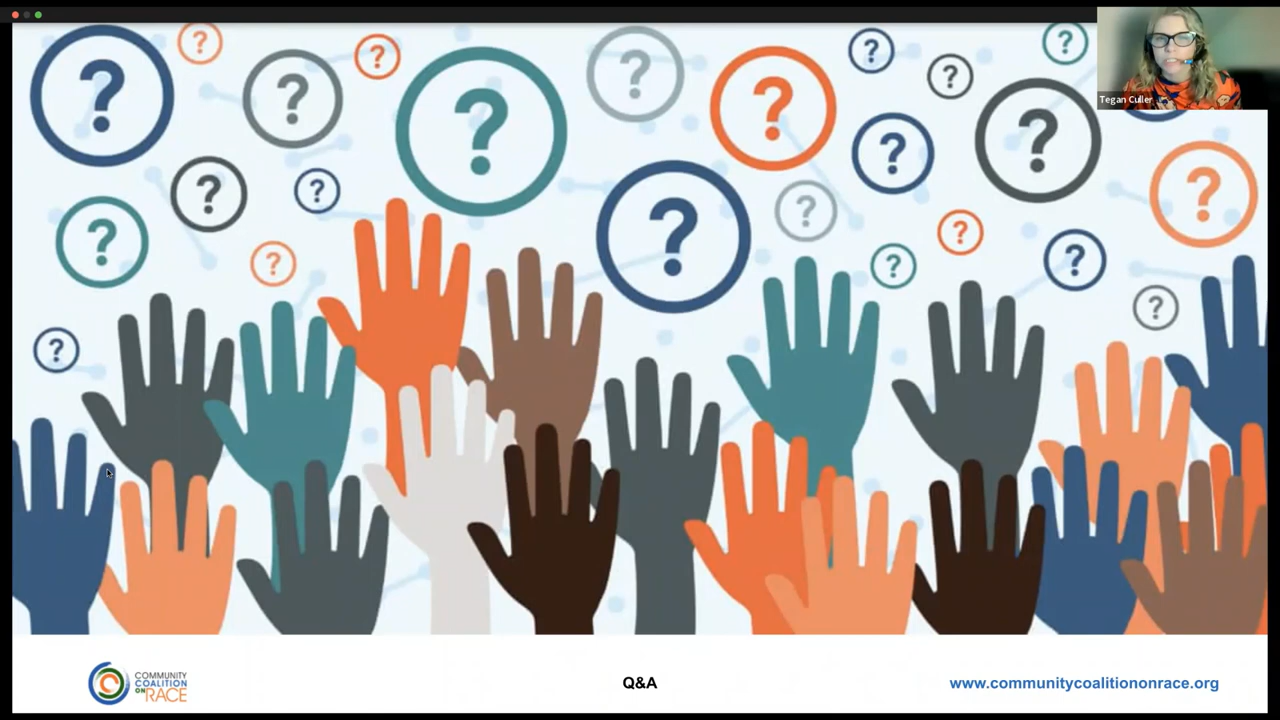 Tegan Culler
COMMUNITY
COALITION
ON RACE
Q&A
www.communitycoalitiononrace.org